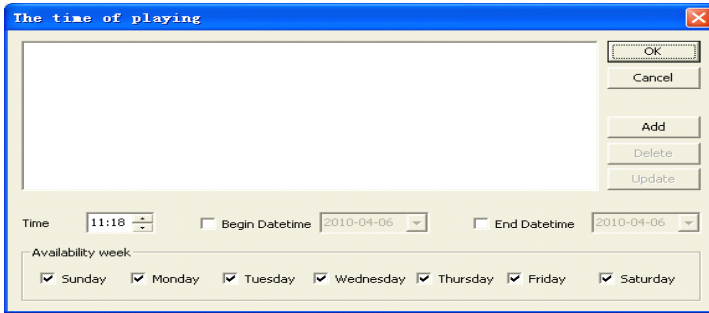 The time of playing
OK
Cancel
Add
Delete
Update
Time 11:18 Begin Datetime 2010-04-06 End Datetime 2010-04-06
Availability week
Sunday Monday Tuesday Wednesday Thursday Friday Saturday